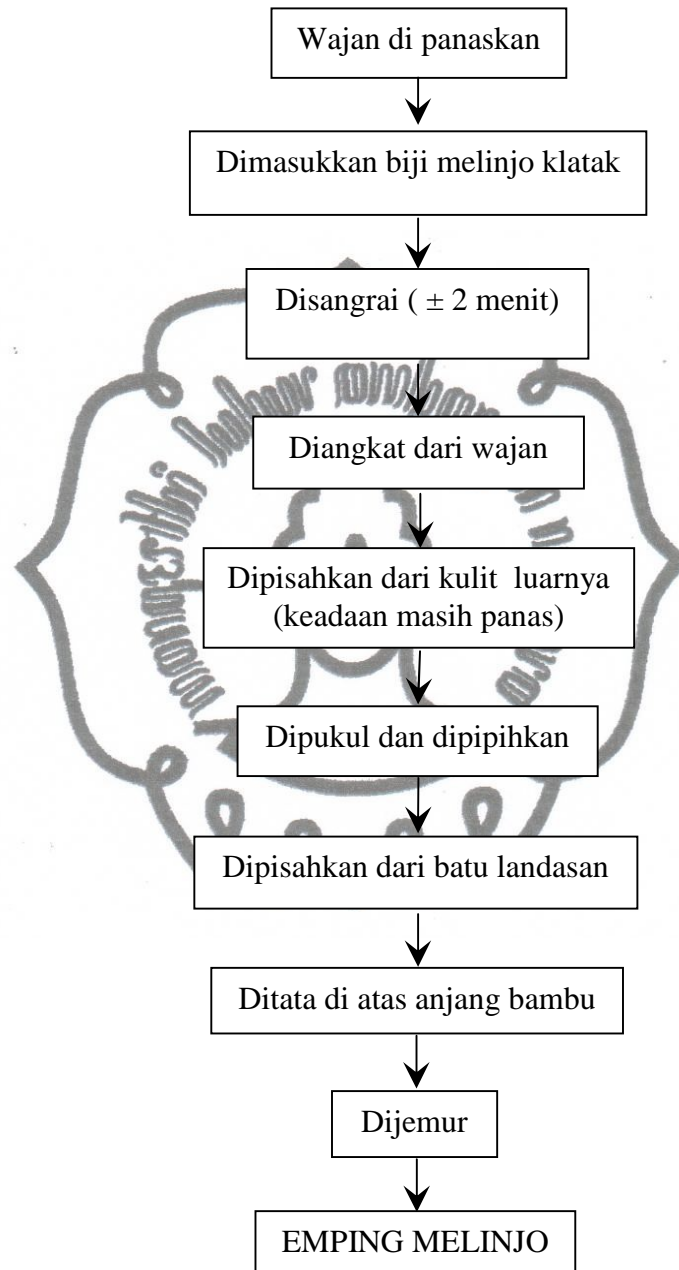 Wajan di panaskan
Dimasukkan biji melinjo klatak
Disangrai ( ± 2 menit)
Diangkat dari wajan
Dipisahkan dari kulit luarnya
(keadaan masih panas)
Dipukul dan dipipihkan
Dipisahkan dari batu landasan
Ditata di atas anjang bambu
Dijemur
EMPING MELINJO